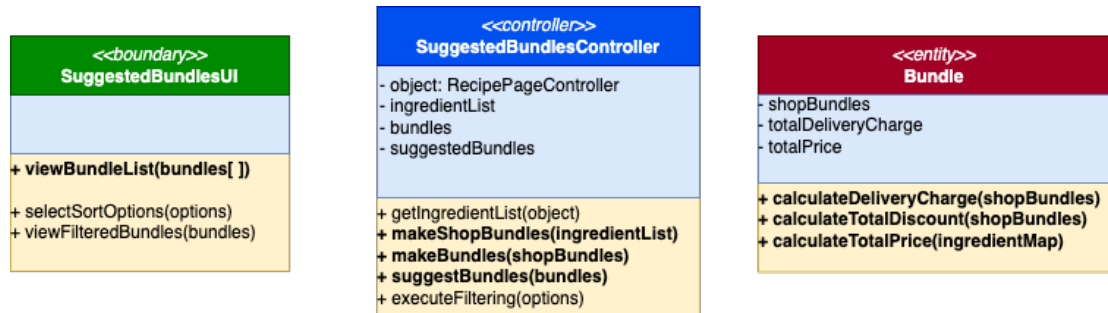 <<boundary>>
SuggestedBundlesUI
+ viewBundleList(bundles[ ])
+ selectSortOptions(options)
+ viewFilteredBundles(bundles)
<<controller>>
SuggestedBundlesController
- object: RecipePageController
- ingredientList
- bundles
- suggestedBundles
+ getIngredientList(object)
+ makeShopBundles(ingredientList)
+ makeBundles(shopBundles)
+ suggestBundles(bundles)
+ executeFiltering(options)
<<entity>>
Bundle
- shopBundles
- totalDeliveryCharge
- totalPrice
+ calculateDeliveryCharge(shopBundles)
+ calculateTotalDiscount(shopBundles)
+ calculateTotalPrice(ingredientMap)